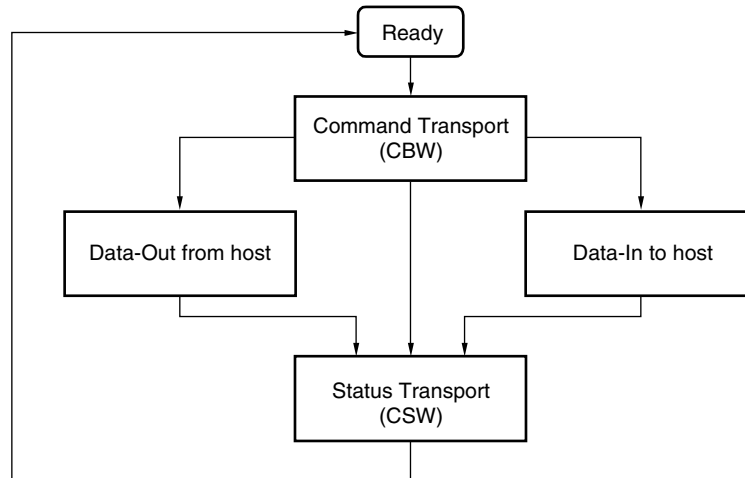 Ready
Command Transport
(CBW)
Data-Out from host
Data-In to host
Status Transport
(CSW)